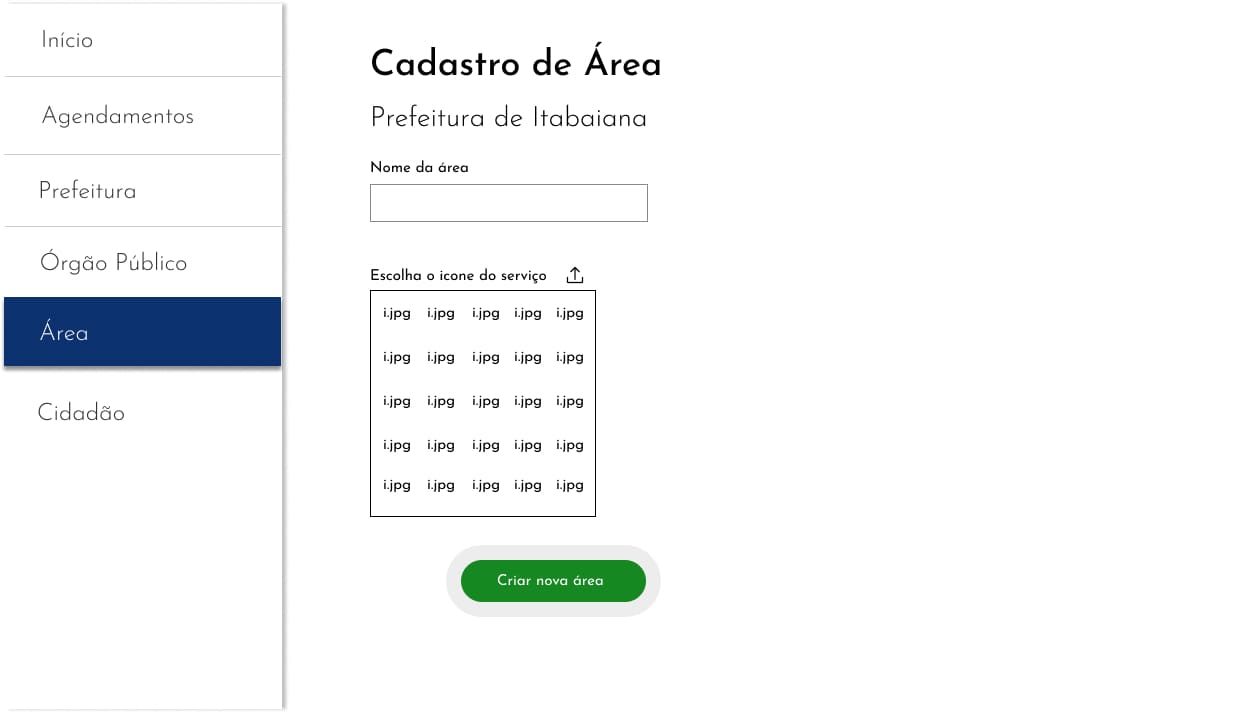 Início
Agendamentos
Prefeitura
Órgão Público
Área
Cidadão
Cadastro de Área
Prefeitura de Itabaiana
Nome da área
Escolha o icone do serviço
i.jpg i.jpg i.jpg i.jpg i.jpg
i.jpg i.jpg i.jpg i.jpg i.jpg
i.jpg i.jpg i.jpg i.jpg i.jpg
i.jpg i.jpg i.jpg i.jpg i.jpg
i.jpg i.jpg i.jpg i.jpg i.jpg
Criar nova área